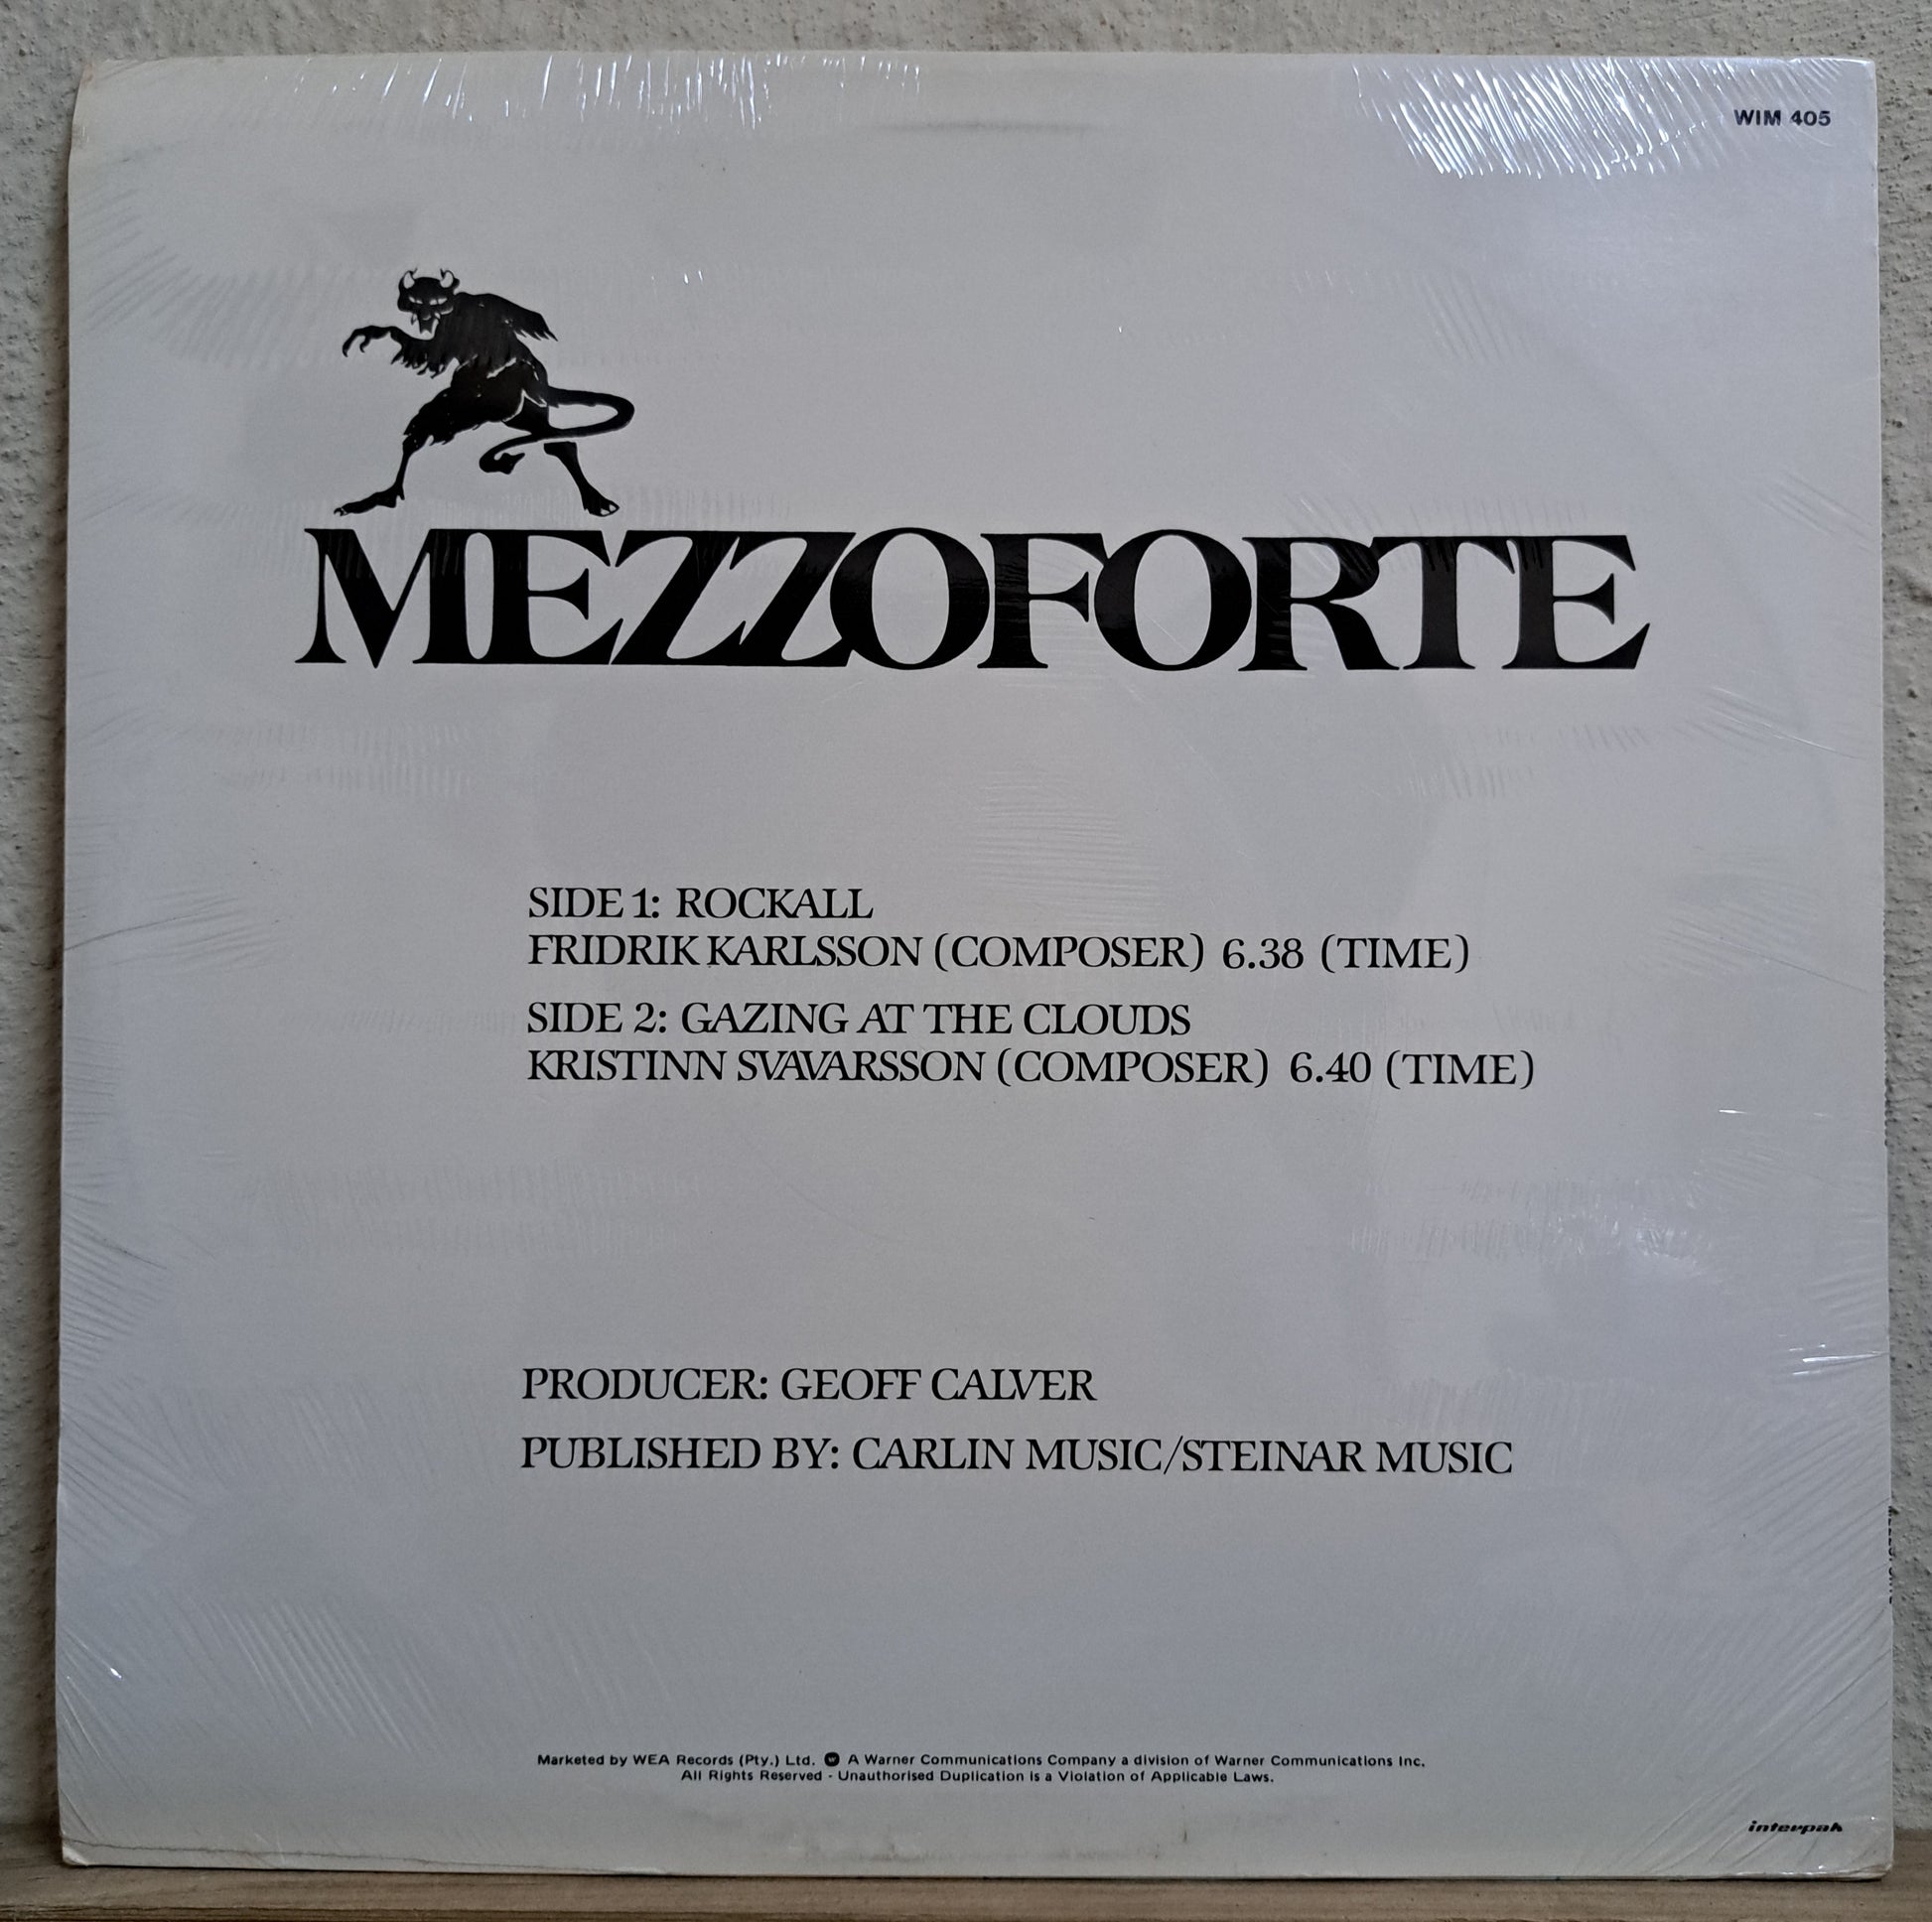 WIM 405
MEZZOFORTE
SIDE 1: ROCKALL
FRIDRIK KARLSSON (COMPOSER) 6.38 (TIME)
SIDE 2: GAZING AT THE CLOUDS
KRISTINN SVAVARSSON (COMPOSER) 6.40 (TIME)
PRODUCER: GEOFF CALVER
PUBLISHED BY: CARLIN MUSIC/STEINAR MUSIC
Marketed by WEA Records (Pty.) Ltd. W A Warner Communications Company a division of Warner Communications Inc.
All Rights Reserved - Unauthorised Duplication is a Violation of Applicable Laws.
interpak